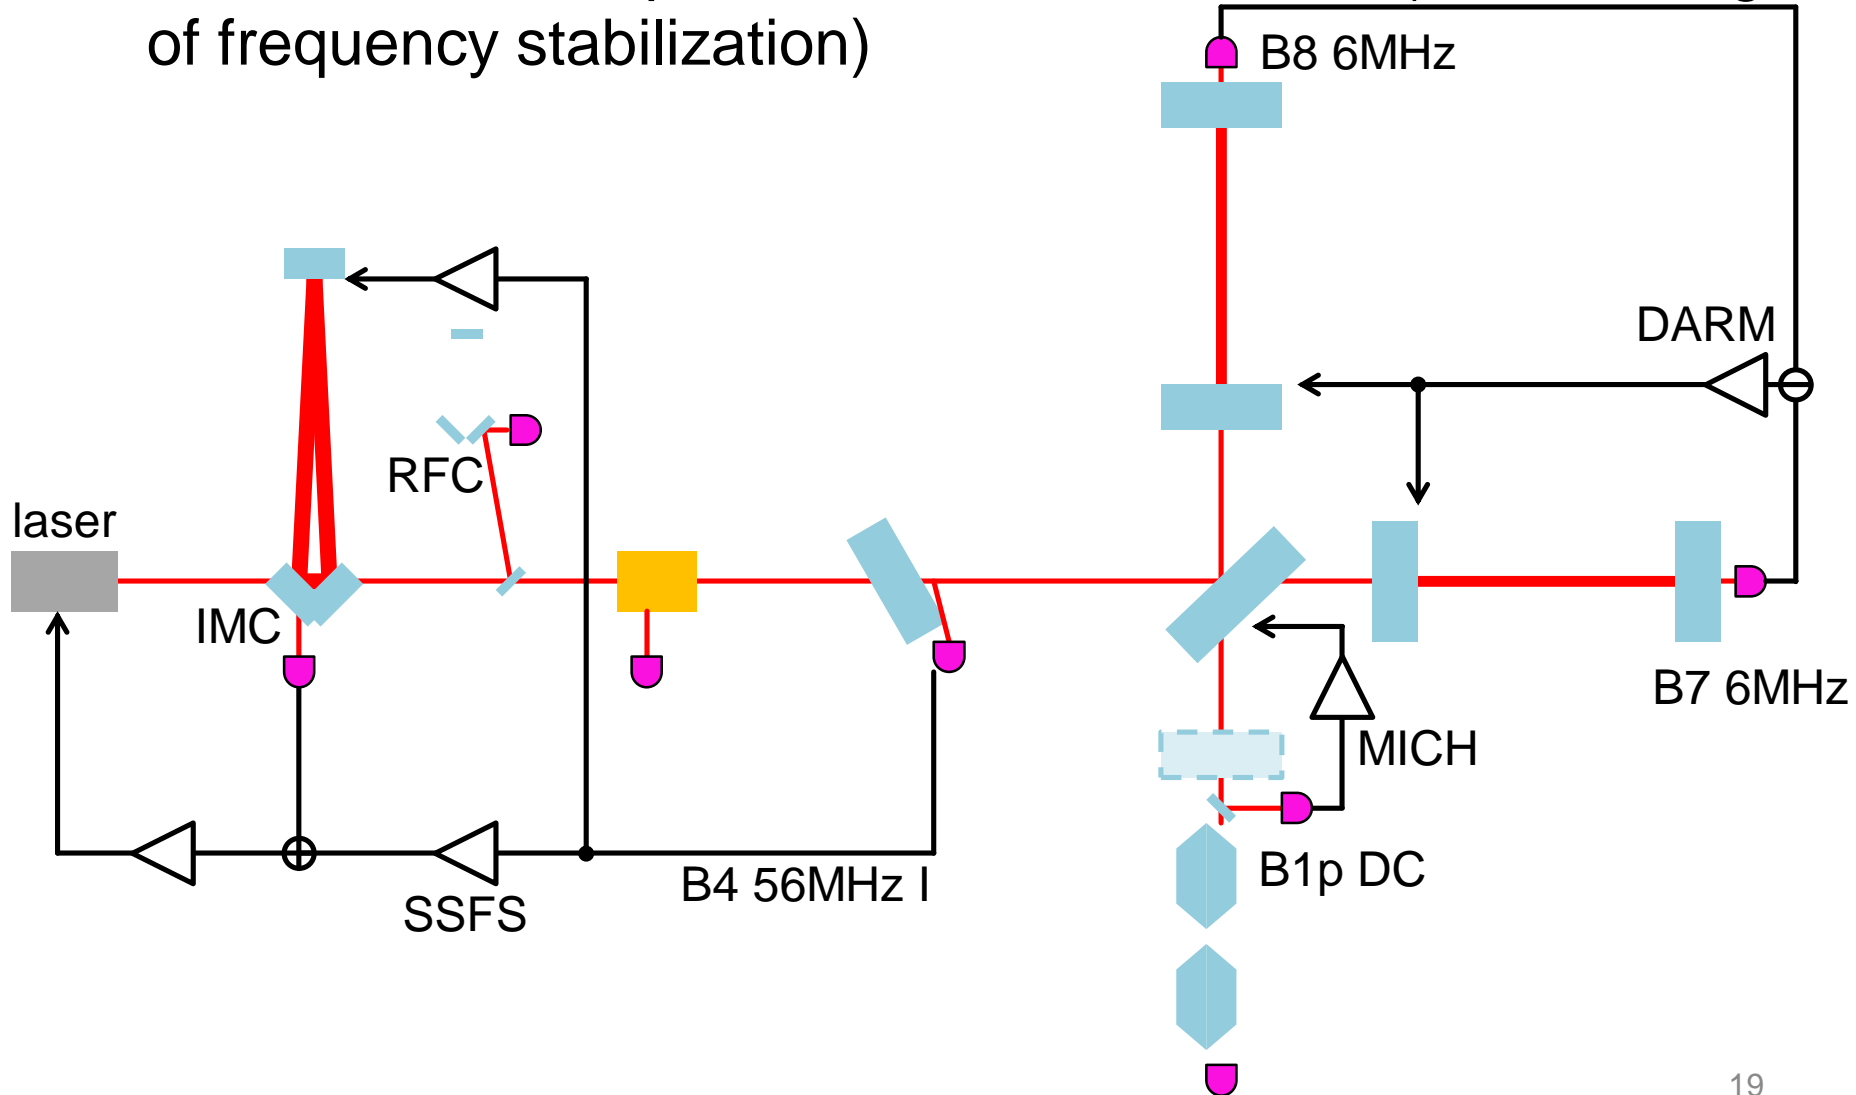 of frequency stabilization)
B8 6MHz
DARM
RFC
laser
IMC
B7 6MHz
MICH
B1p DC
B4 56MHz I
SSFS
19